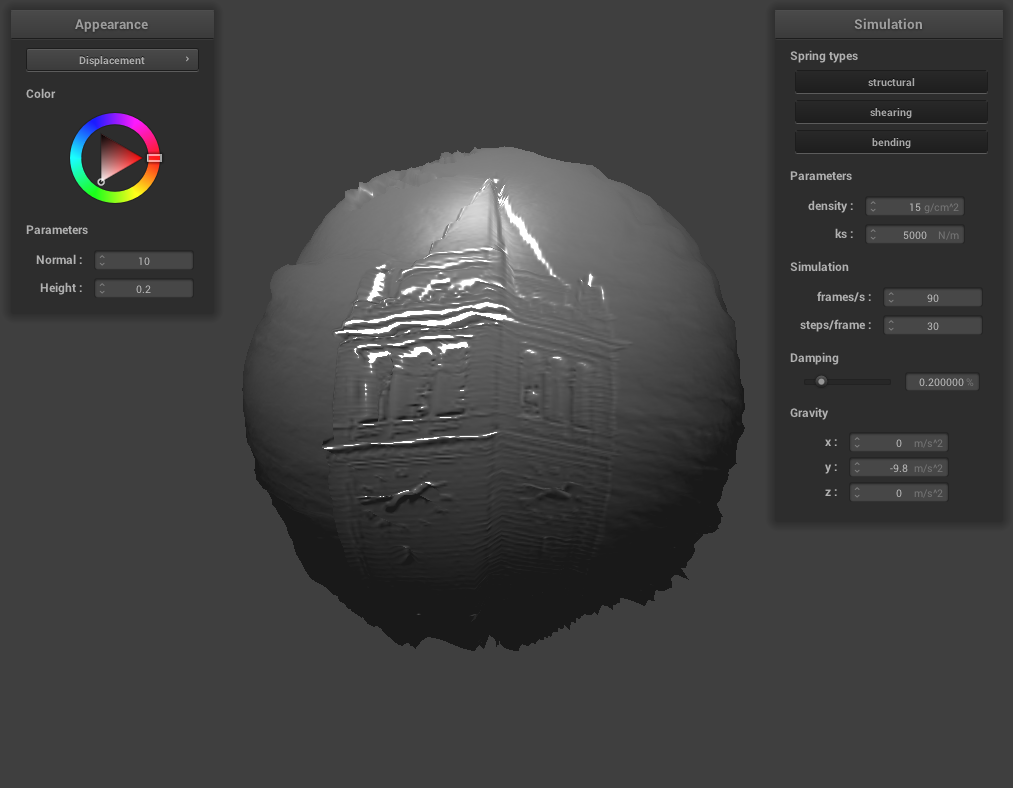 Appearance
Displacement ›
Color
Parameters
Normal : 10
Height : 0.2
Simulation
Spring types
structural
shearing
bending
Parameters
density : 15 g/cm^2
ks : 5000 N/m
Simulation
frames/s : 90
steps/frame : 30
Damping
0.200000 %
Gravity
x : 0 m/s^2
y : -9.8 m/s^2
z : 0 m/s^2